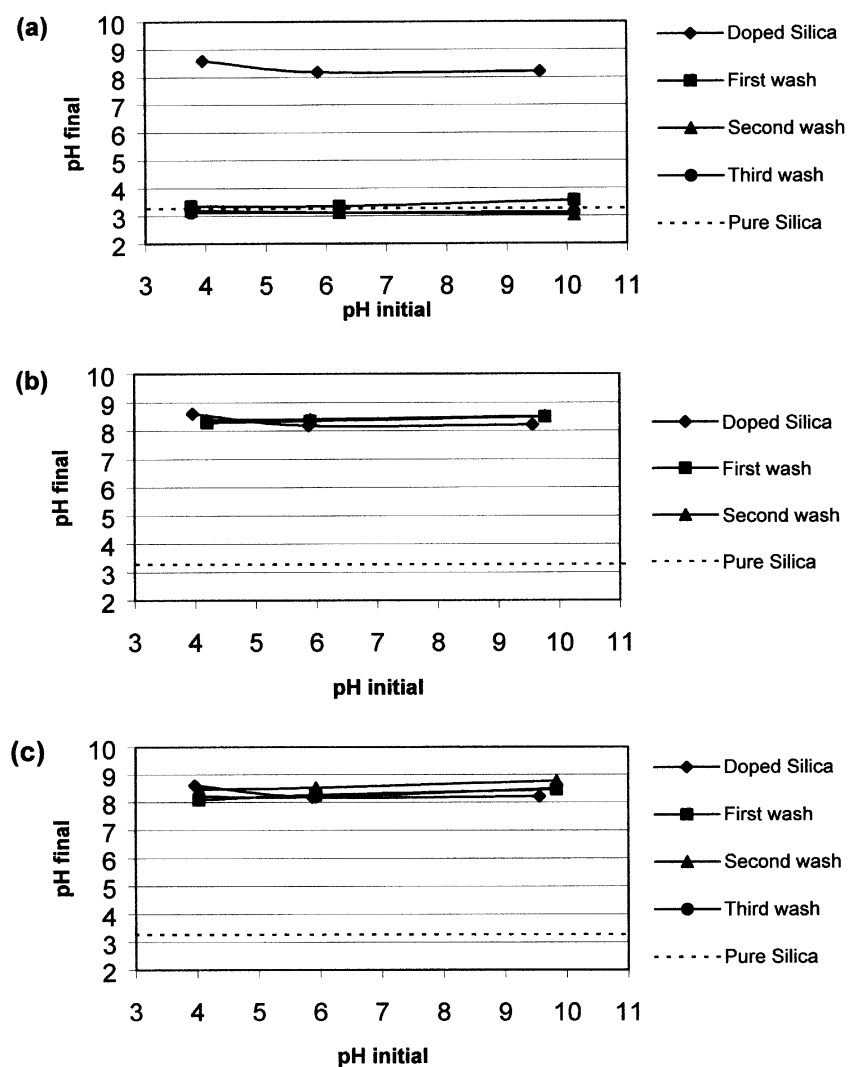 (a)
10
9
8
7
6
5
4
3
2
pH final
3 4 5 6 7 8 9 10 11
pH initial
Doped Silica
First wash
Second wash
Third wash
Pure Silica
(b)
10
9
8
7
6
5
4
3
2
pH final
3 4 5 6 7 8 9 10 11
pH initial
Doped Silica
First wash
Second wash
Pure Silica
(c)
10
9
8
7
6
5
4
3
2
pH final
3 4 5 6 7 8 9 10 11
pH initial
Doped Silica
First wash
Second wash
Third wash
Pure Silica